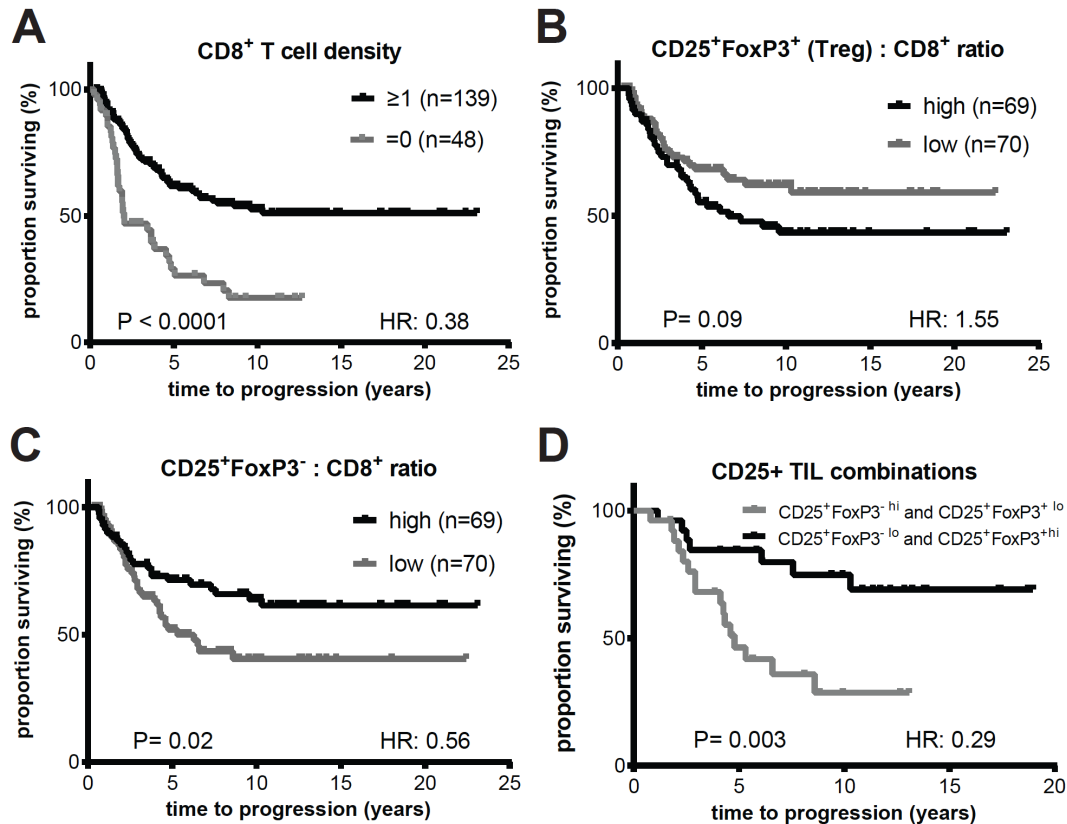 A
CD8⁺ T cell density
proportion surviving (%)
100
50
0
≥1 (n=139)
=0 (n=48)
P < 0.0001
HR: 0.38
0 5 10 15 20 25
time to progression (years)
B
CD25⁺FoxP3⁺ (Treg) : CD8⁺ ratio
proportion surviving (%)
100
50
0
high (n=69)
low (n=70)
P= 0.09
HR: 1.55
0 5 10 15 20 25
time to progression (years)
C
CD25⁺FoxP3⁻ : CD8⁺ ratio
proportion surviving (%)
100
50
0
high (n=69)
low (n=70)
P= 0.02
HR: 0.56
0 5 10 15 20 25
time to progression (years)
D
CD25+ TIL combinations
proportion surviving (%)
100
50
0
CD25⁺FoxP3⁻ ʰⁱ and CD25⁺FoxP3⁺ ˡᵒ
CD25⁺FoxP3⁻ ˡᵒ and CD25⁺FoxP3⁺ʰⁱ
P= 0.003
HR: 0.29
0 5 10 15 20
time to progression (years)